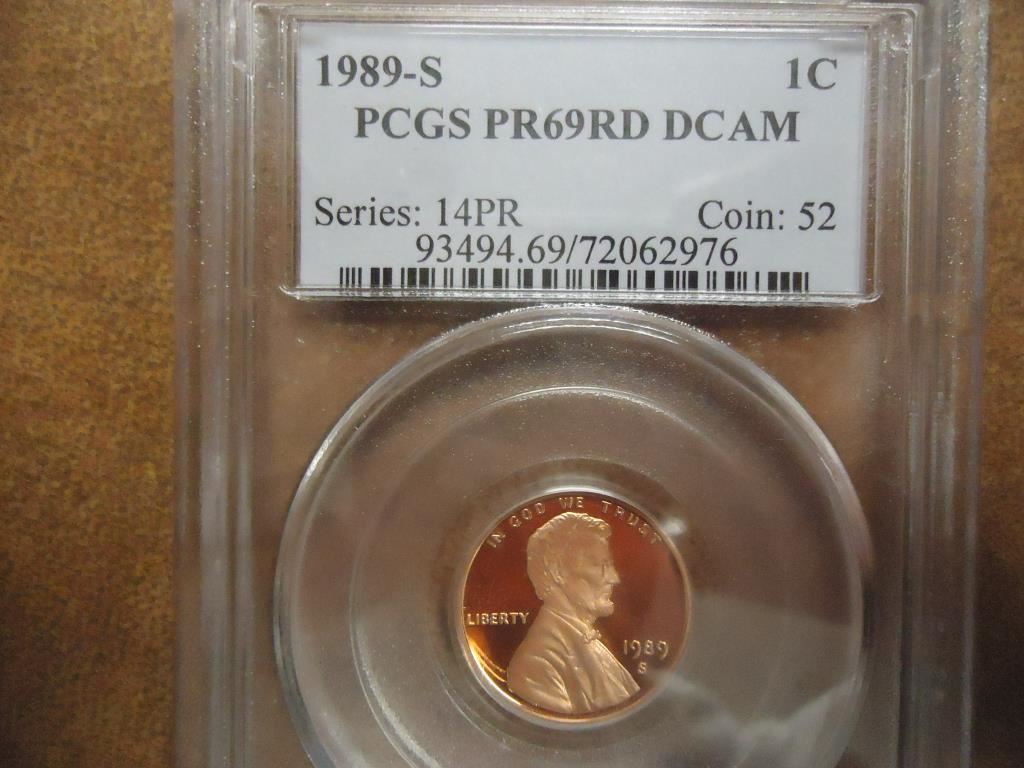 1989-S 1C
PCGS PR69RD DCAM
Series: 14PR Coin: 52
93494.69/72062976
IN GOD WE TRUST
LIBERTY
1989
S